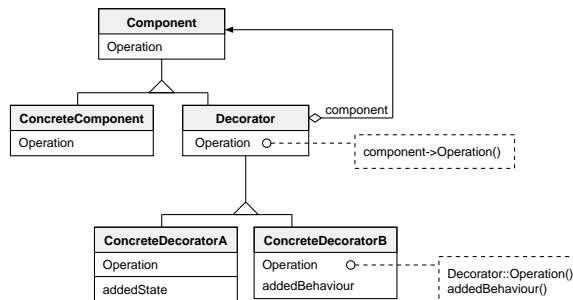 Component
Operation
component
ConcreteComponent
Operation
Decorator
Operation
component->Operation()
ConcreteDecoratorA
Operation
addedState
ConcreteDecoratorB
Operation
addedBehaviour
Decorator::Operation()
addedBehaviour()